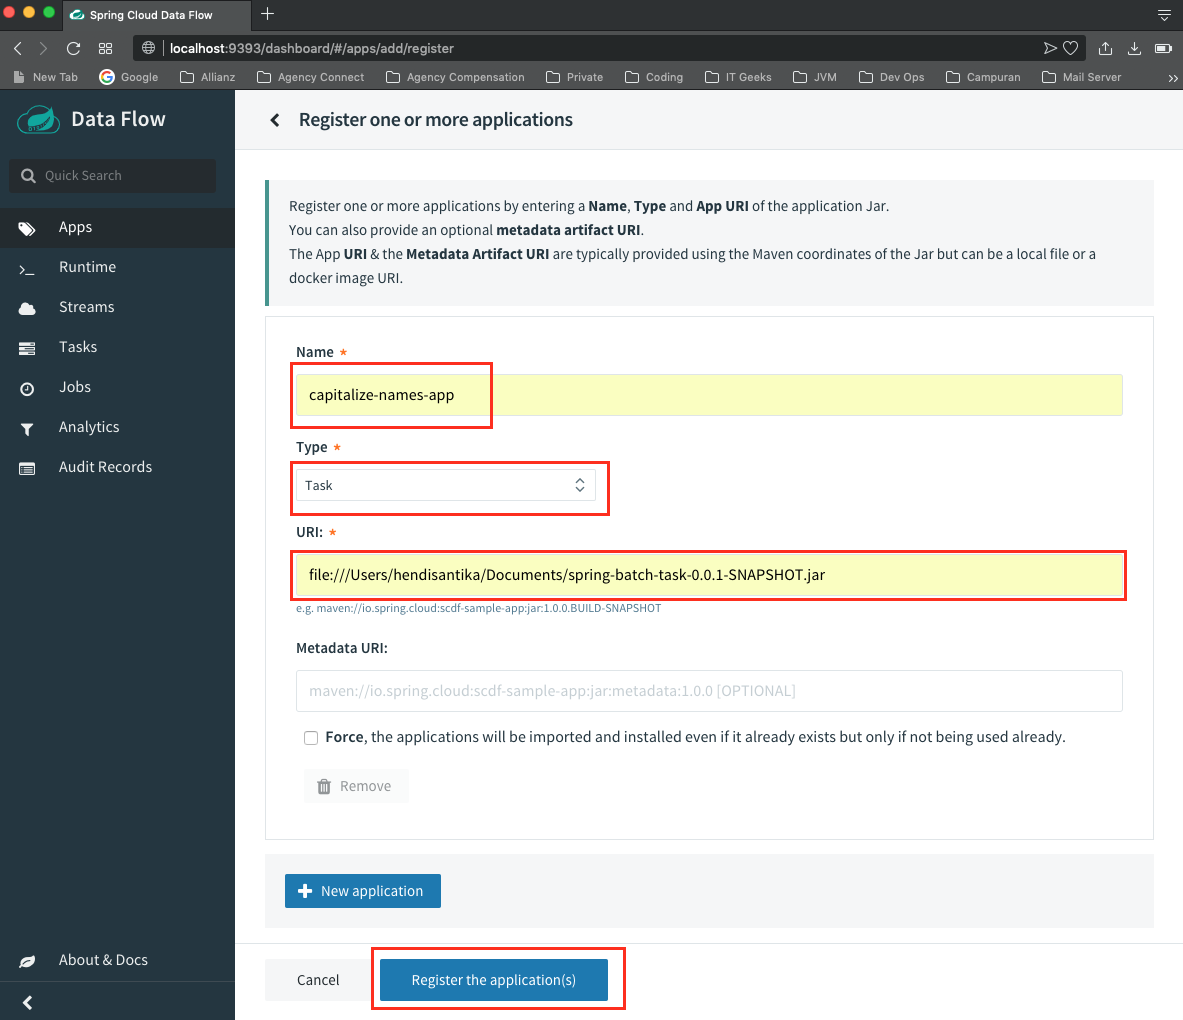 Spring Cloud Data Flow
localhost:9393/dashboard/#/apps/add/register
New Tab
Google
Allianz
Agency Connect
Agency Compensation
Private
Coding
IT Geeks
JVM
Dev Ops
Campuran
Mail Server
Data Flow
Quick Search
Apps
Runtime
Streams
Tasks
Jobs
Analytics
Audit Records
About & Docs
Register one or more applications
Register one or more applications by entering a Name, Type and App URI of the application Jar.
You can also provide an optional metadata artifact URI.
The App URI & the Metadata Artifact URI are typically provided using the Maven coordinates of the Jar but can be a local file or a
docker image URI.
Name *
capitalize-names-app
Type *
Task
URI: *
file:///Users/hendisantika/Documents/spring-batch-task-0.0.1-SNAPSHOT.jar
e.g. maven://io.spring.cloud:scdf-sample-app:jar:1.0.0.BUILD-SNAPSHOT
Metadata URI:
maven://io.spring.cloud:scdf-sample-app:jar:metadata:1.0.0 [OPTIONAL]
Force, the applications will be imported and installed even if it already exists but only if not being used already.
Remove
New application
Cancel
Register the application(s)